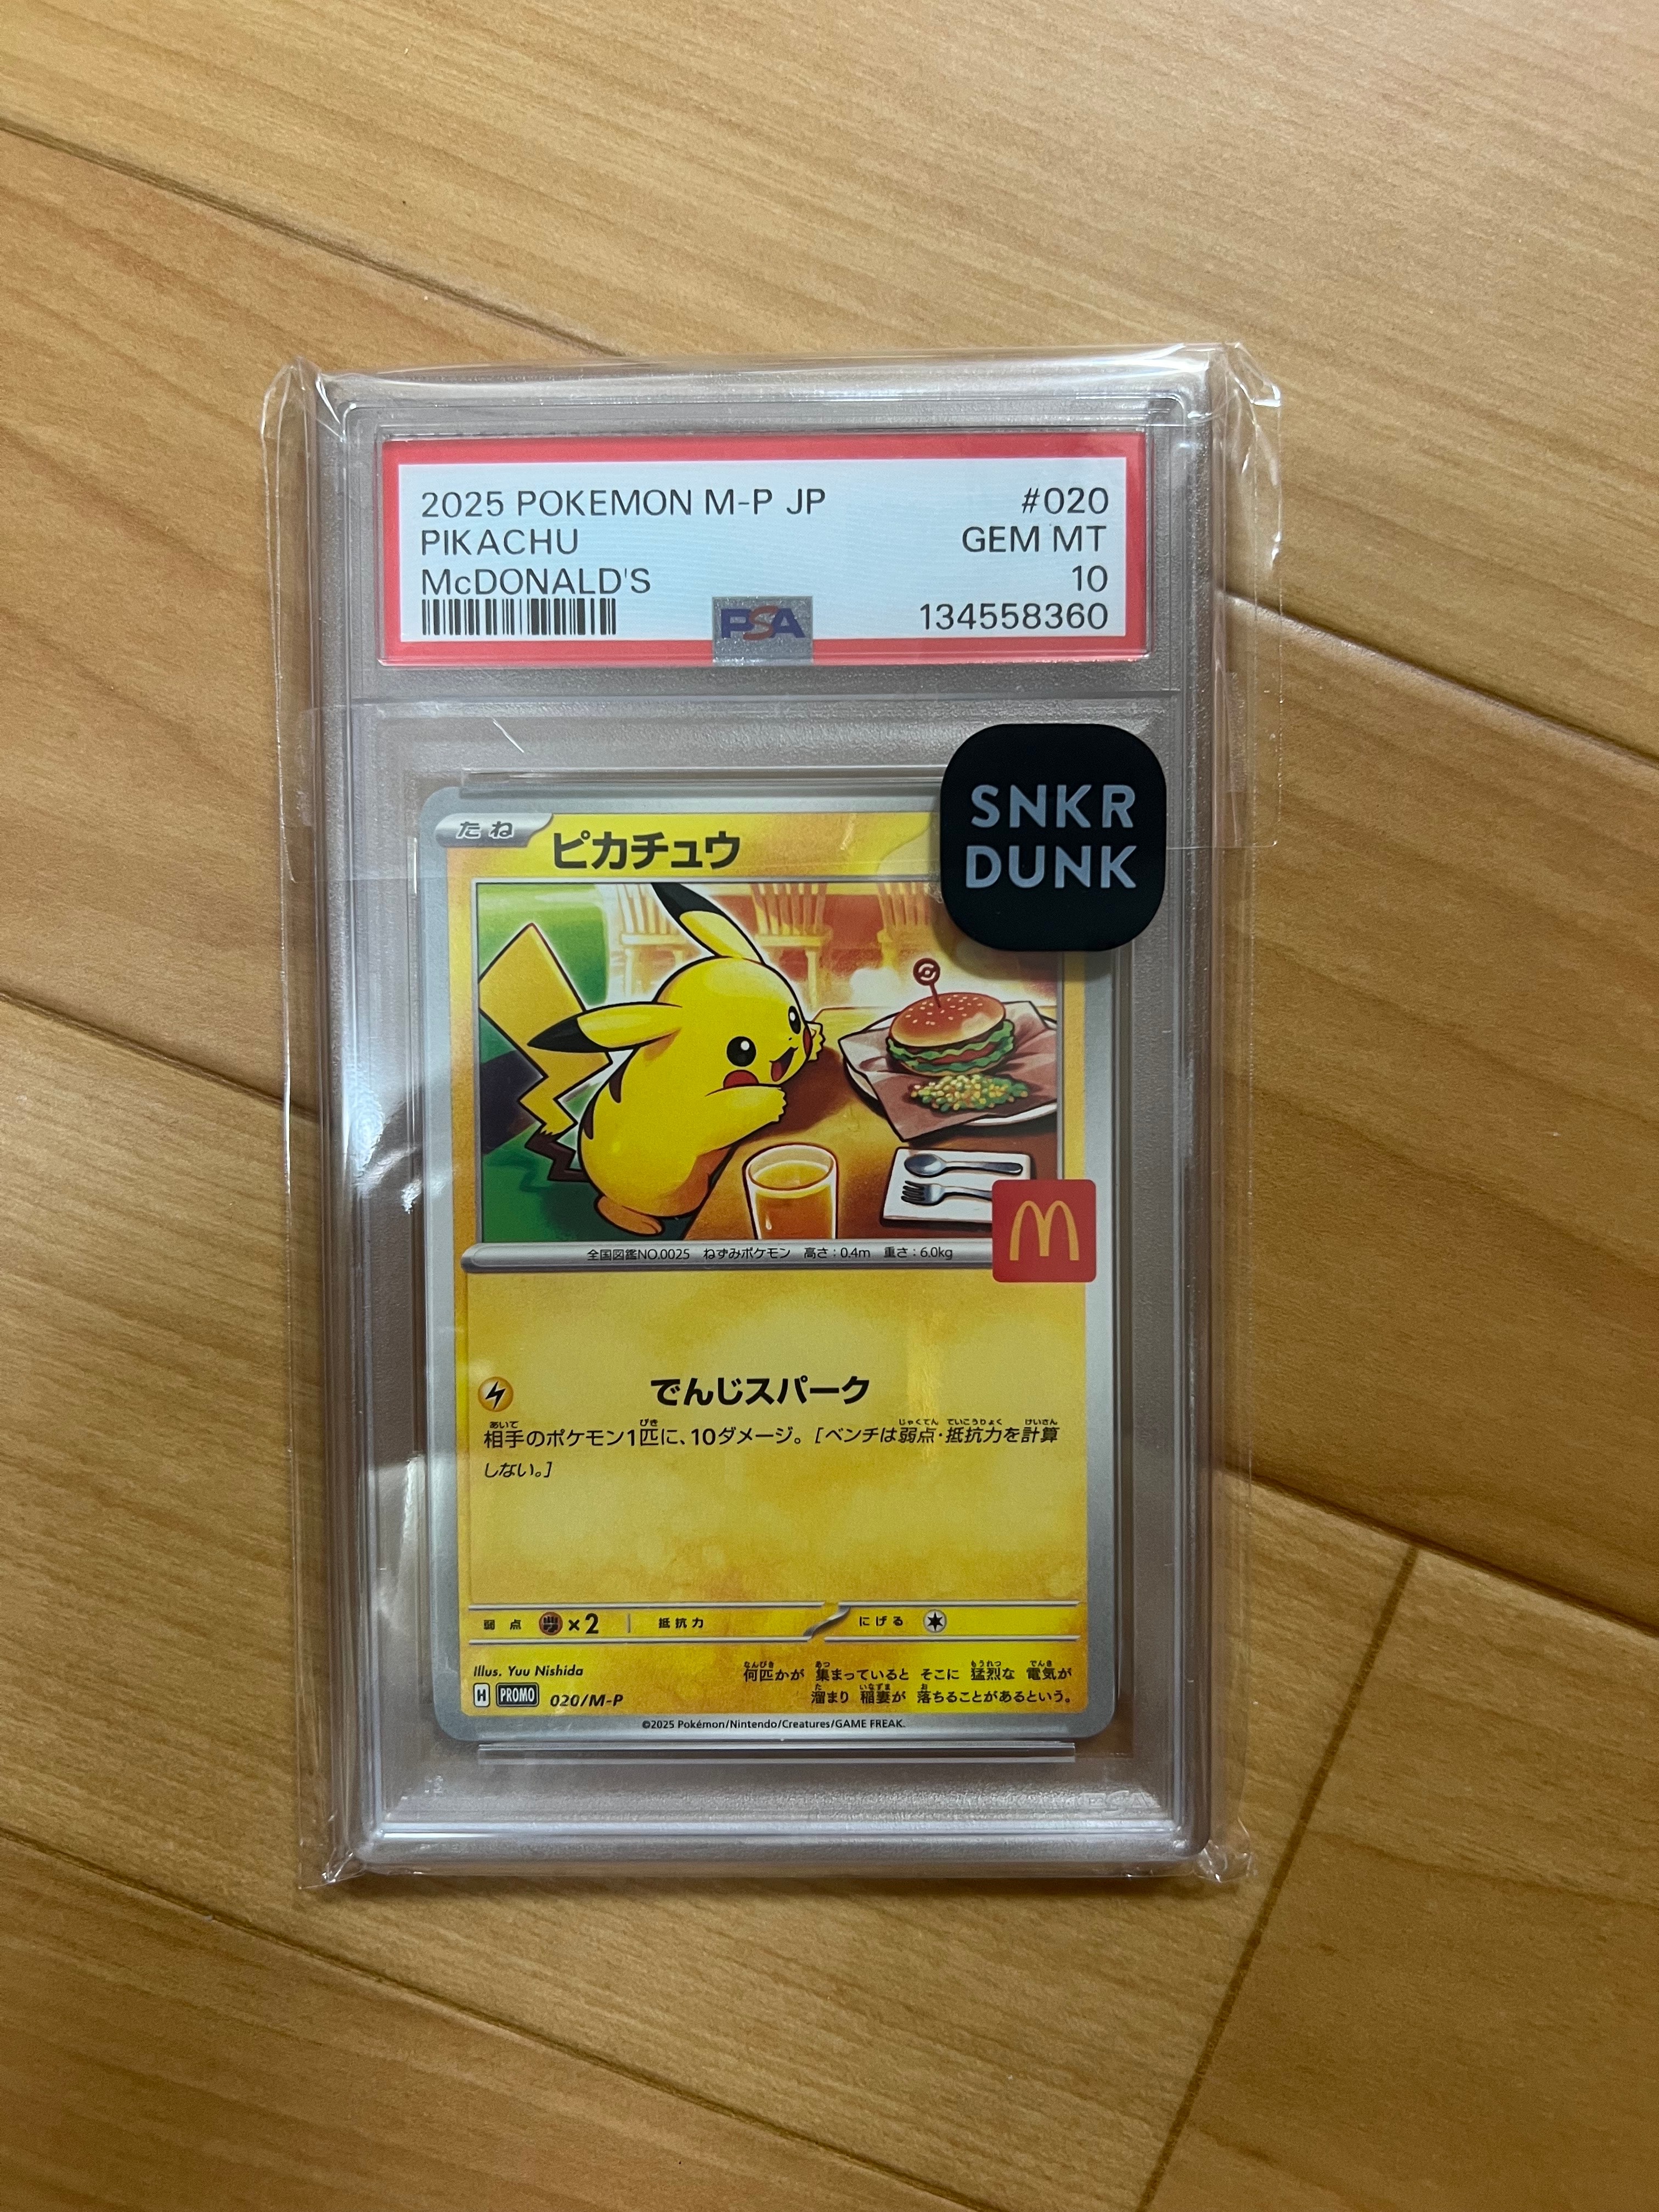 2025 POKEMON M-P JP #020
PIKACHU GEM MT
McDONALD'S 10
PSA 134558360
SNKR
DUNK
たね ピカチュウ
全国図鑑NO.0025 ねずみポケモン 高さ:0.4m 重さ:6.0kg
でんじスパーク
相手のポケモン1匹に、10ダメージ。[ベンチは弱点・抵抗力を計算
しない。]
弱点 ×2 抵抗力 にげる
Illus. Yuu Nishida
何匹かが 集まっていると そこに 猛烈な 電気が
溜まり 稲妻が 落ちることがあるという。
H PROMO 020/M-P
©2025 Pokémon/Nintendo/Creatures/GAME FREAK.